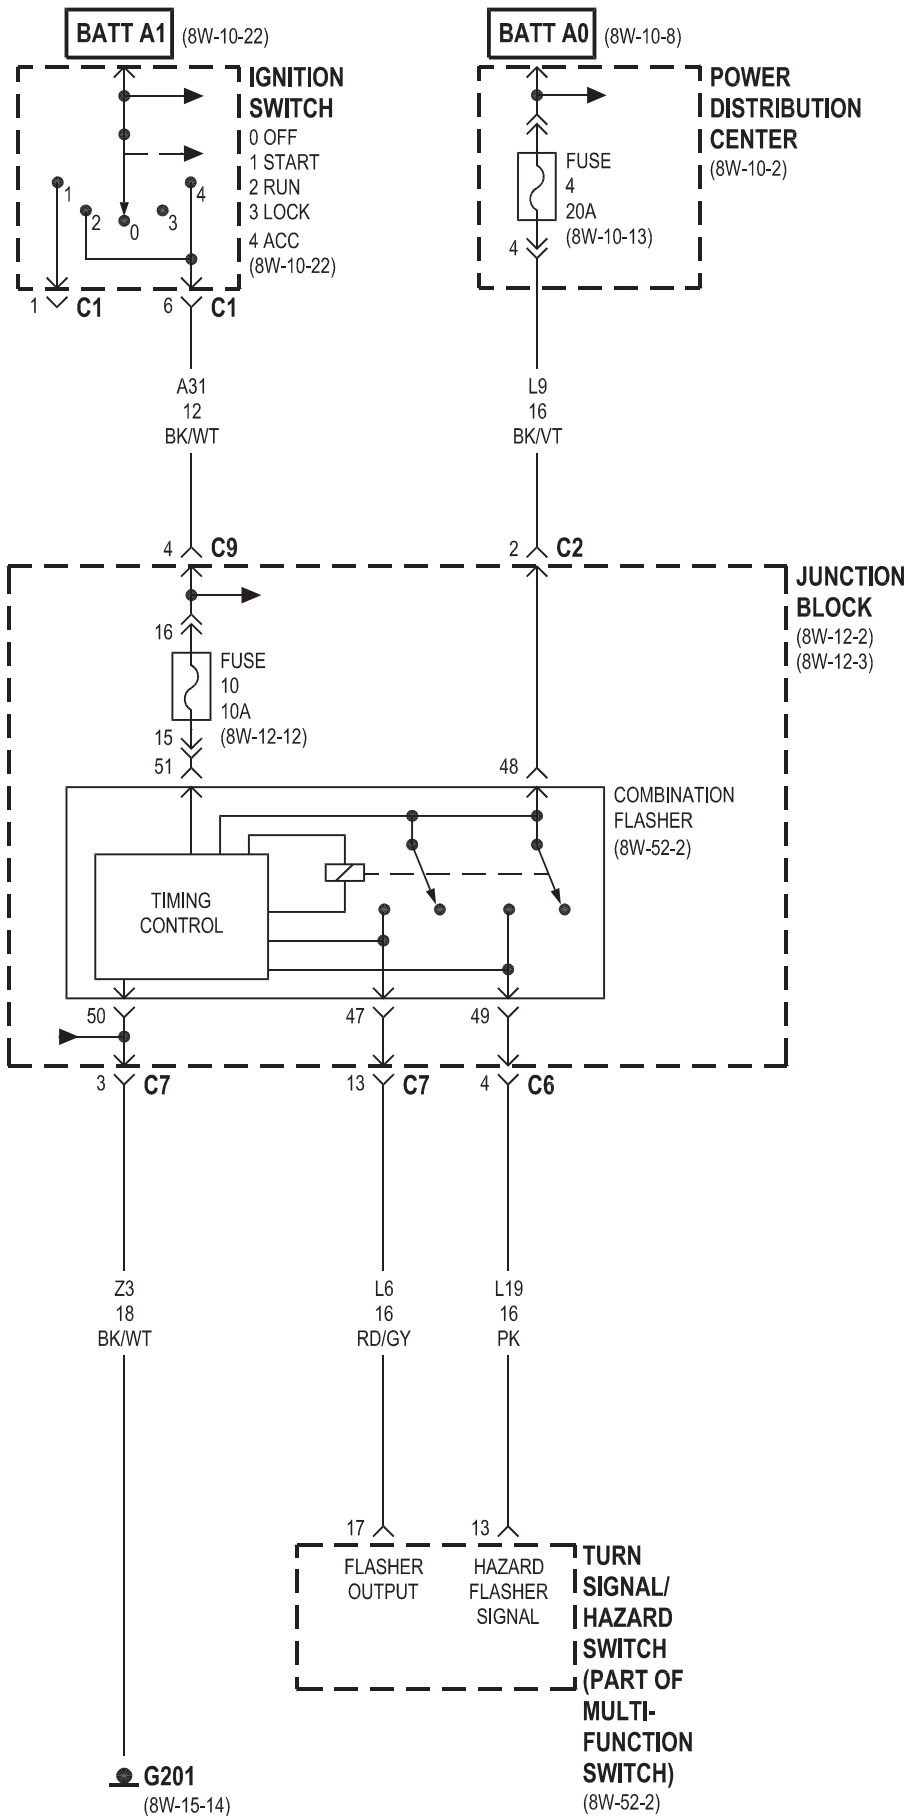 BATT A1
(8W-10-22)
BATT A0
(8W-10-8)
IGNITION
SWITCH
0 OFF
1 START
2 RUN
3 LOCK
4 ACC
(8W-10-22)
1
2
0
3
4
1
C1
6
C1
POWER
DISTRIBUTION
CENTER
(8W-10-2)
FUSE
4
20A
(8W-10-13)
4
A31
12
BK/WT
L9
16
BK/VT
4
C9
2
C2
JUNCTION
BLOCK
(8W-12-2)
(8W-12-3)
16
FUSE
10
10A
(8W-12-12)
15
51
48
COMBINATION
FLASHER
(8W-52-2)
TIMING
CONTROL
50
47
49
3
C7
13
C7
4
C6
Z3
18
BK/WT
L6
16
RD/GY
L19
16
PK
17
13
FLASHER
OUTPUT
HAZARD
FLASHER
SIGNAL
TURN
SIGNAL/
HAZARD
SWITCH
(PART OF
MULTI-
FUNCTION
SWITCH)
(8W-52-2)
G201
(8W-15-14)